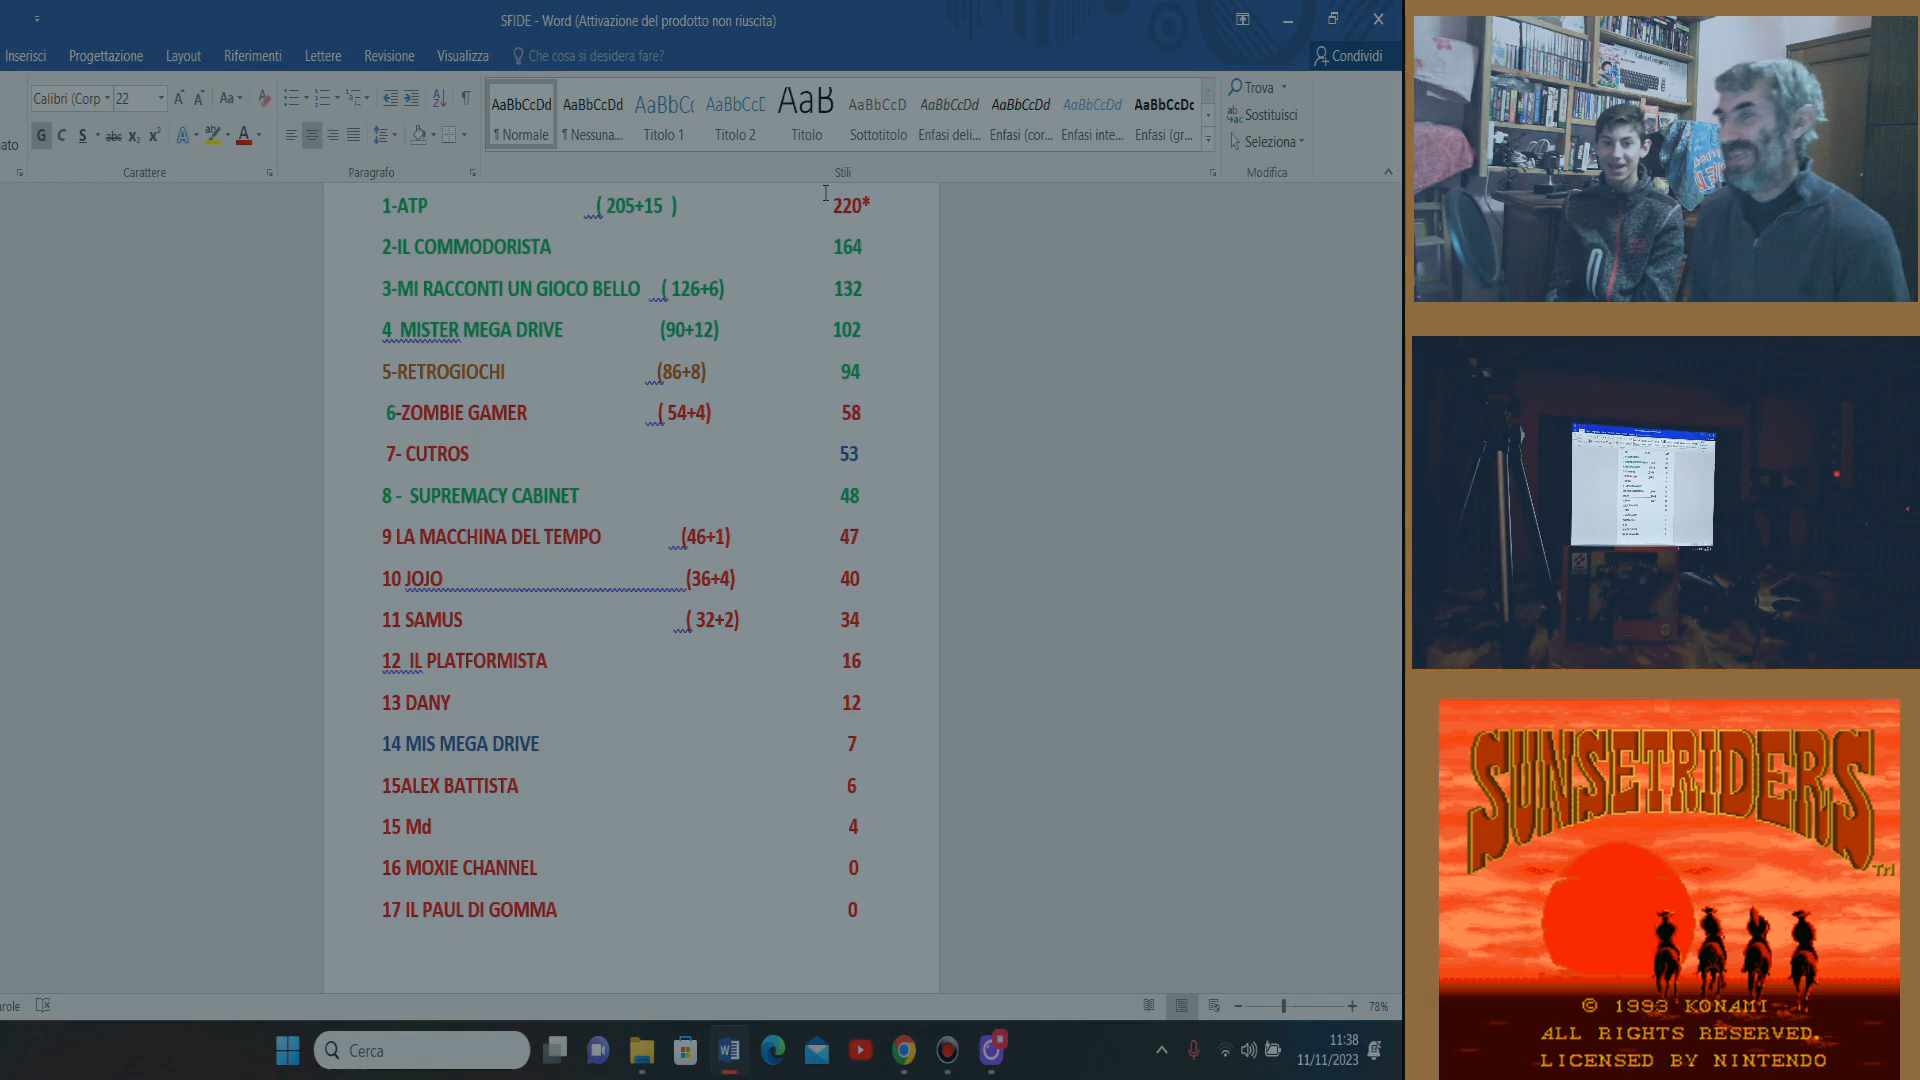 SFIDE - Word (Attivazione del prodotto non riuscita)
Inserisci Progettazione Layout Riferimenti Lettere Revisione Visualizza Che cosa si desidera fare? Condividi
Calibri (Corp 22 Aa
G C S abc X₂ X² A A
AaBbCcDd AaBbCcDd AaBbCc AaBbCcE AaB AaBbCcD AaBbCcDd AaBbCcDd AaBbCcDd AaBbCcDc
¶ Normale ¶ Nessuna... Titolo 1 Titolo 2 Titolo Sottotitolo Enfasi deli... Enfasi (cor... Enfasi inte... Enfasi (gr...
Trova
Sostituisci
Seleziona
ato
Carattere Paragrafo Stili Modifica
1-ATP ( 205+15 ) 220*
2-IL COMMODORISTA 164
3-MI RACCONTI UN GIOCO BELLO ( 126+6) 132
4 MISTER MEGA DRIVE (90+12) 102
5-RETROGIOCHI (86+8) 94
6-ZOMBIE GAMER ( 54+4) 58
7- CUTROS 53
8 - SUPREMACY CABINET 48
9 LA MACCHINA DEL TEMPO (46+1) 47
10 JOJO (36+4) 40
11 SAMUS ( 32+2) 34
12 IL PLATFORMISTA 16
13 DANY 12
14 MIS MEGA DRIVE 7
15ALEX BATTISTA 6
15 Md 4
16 MOXIE CHANNEL 0
17 IL PAUL DI GOMMA 0
arole 78%
Cerca
11:38
11/11/2023
SUNSETRIDERS
TM
© 1993 KONAMI
ALL RIGHTS RESERVED.
LICENSED BY NINTENDO